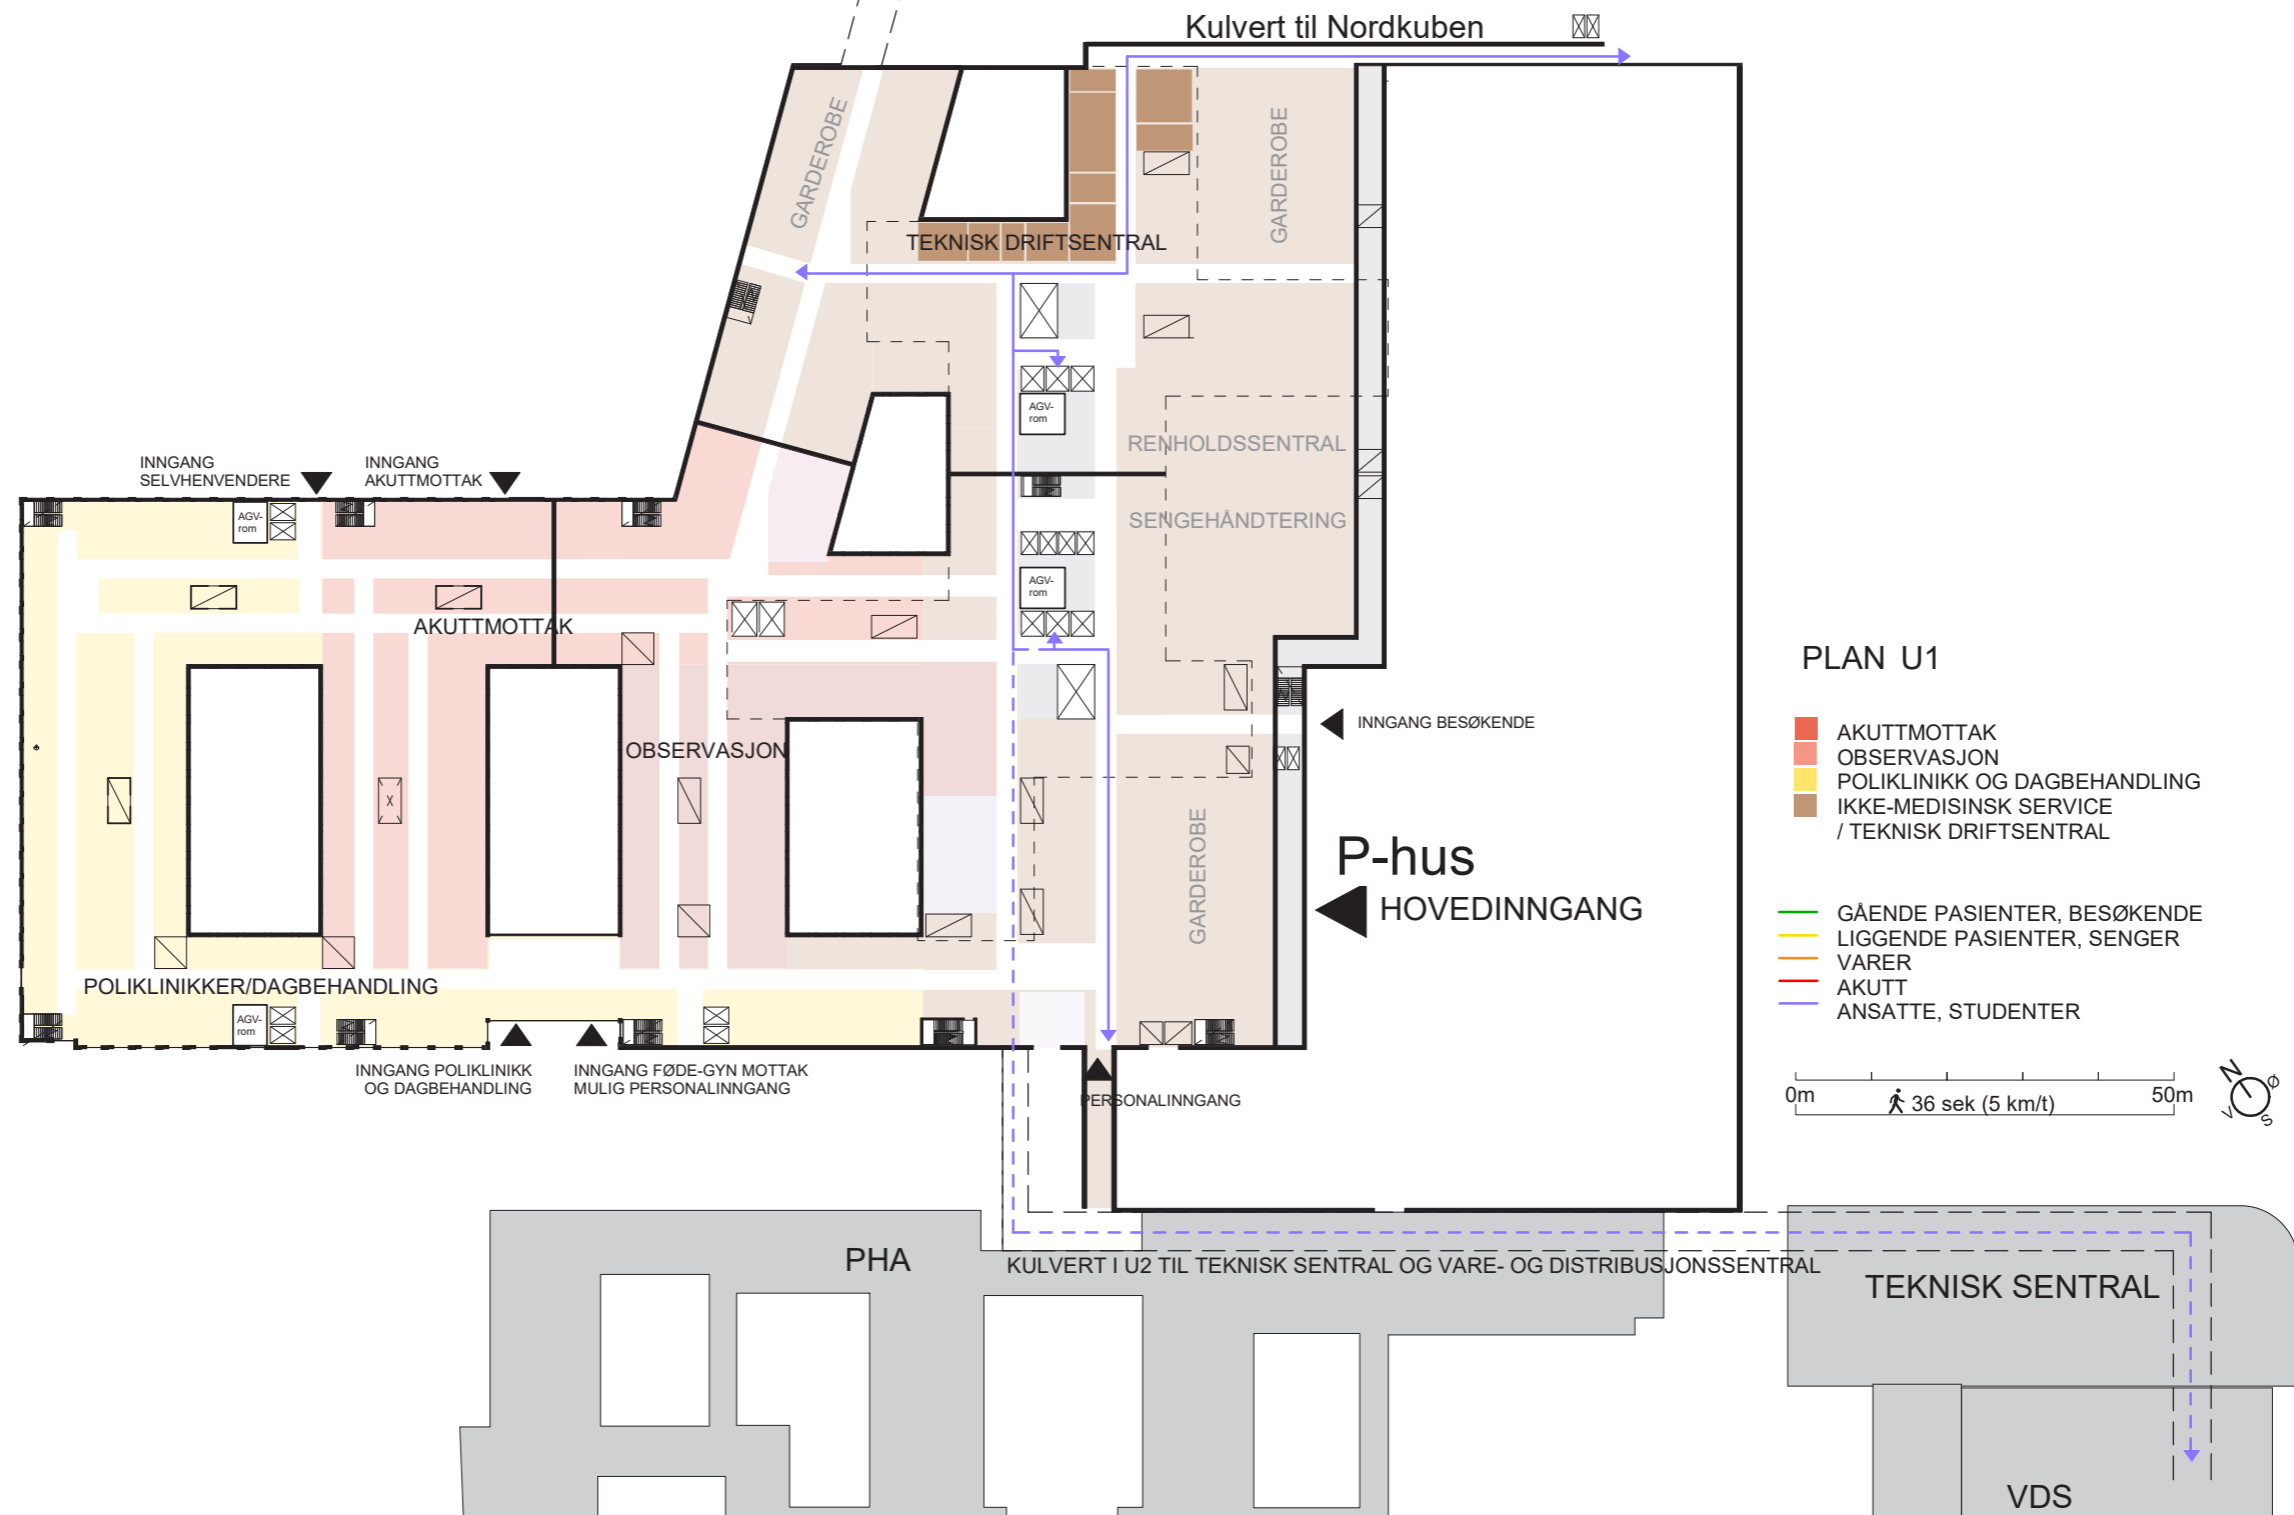 Kulvert til Nordkuben
GARDEROBE
GARDEROBE
TEKNISK DRIFTSENTRAL
AGV-
rom
RENHOLDSSENTRAL
INNGANG
SELVHENVENDERE
INNGANG
AKUTTMOTTAK
AGV-
rom
SENGEHÅNDTERING
AGV-
rom
AKUTTMOTTAK
INNGANG BESØKENDE
OBSERVASJON
X
GARDEROBE
P-hus
HOVEDINNGANG
POLIKLINIKKER/DAGBEHANDLING
AGV-
rom
INNGANG POLIKLINIKK
OG DAGBEHANDLING
INNGANG FØDE-GYN MOTTAK
MULIG PERSONALINNGANG
PERSONALINNGANG
PLAN U1
AKUTTMOTTAK
OBSERVASJON
POLIKLINIKK OG DAGBEHANDLING
IKKE-MEDISINSK SERVICE
/ TEKNISK DRIFTSENTRAL
GÅENDE PASIENTER, BESØKENDE
LIGGENDE PASIENTER, SENGER
VARER
AKUTT
ANSATTE, STUDENTER
0m
36 sek (5 km/t)
50m
N
Ø
V
S
PHA
KULVERT I U2 TIL TEKNISK SENTRAL OG VARE- OG DISTRIBUSJONSSENTRAL
TEKNISK SENTRAL
VDS